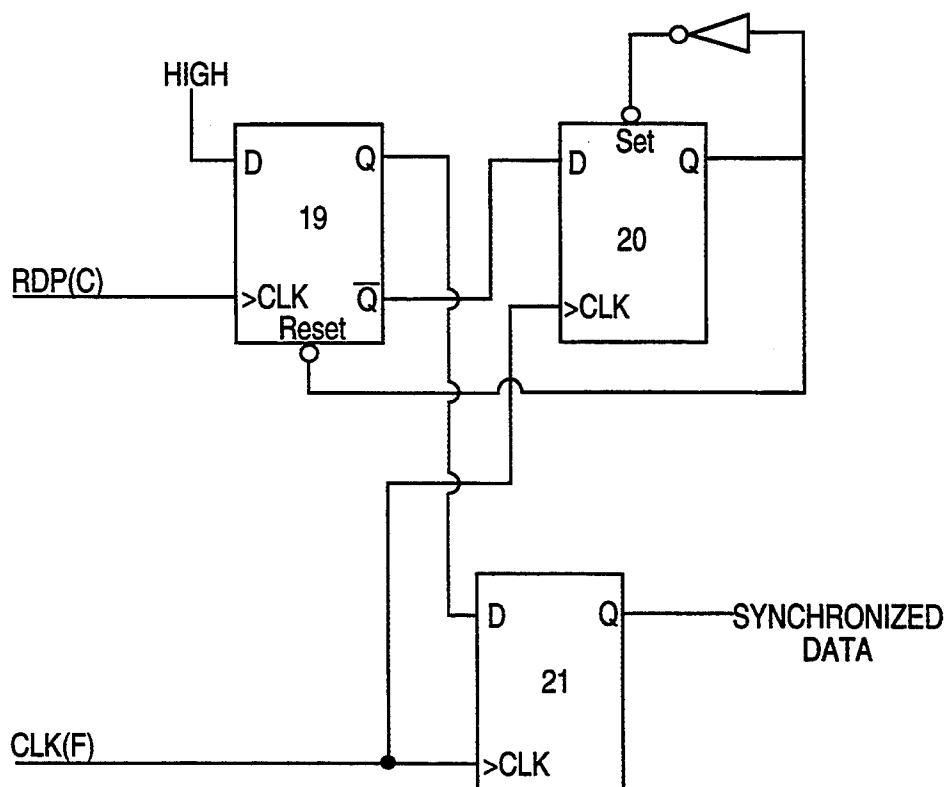 HIGH
D
Q
19
RDP(C)
>CLK
Q̅
Reset
Set
D
Q
20
>CLK
D
Q
21
>CLK
SYNCHRONIZED
DATA
CLK(F)